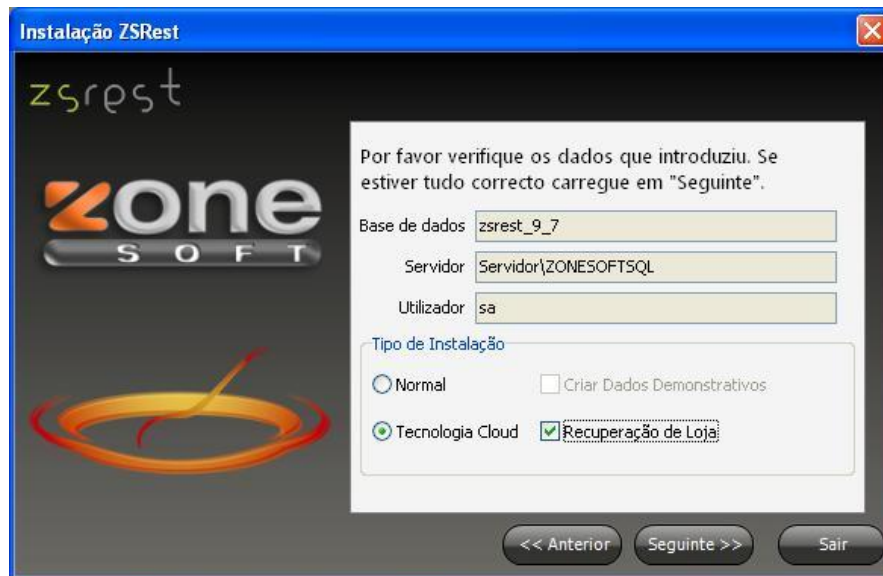 Instalação ZSRest
zsrest
zone
SOFT
Por favor verifique os dados que introduziu. Se
estiver tudo correcto carregue em "Seguinte".
Base de dados zsrest_9_7
Servidor Servidor\ZONESOFTSQL
Utilizador sa
Tipo de Instalação
Normal Criar Dados Demonstrativos
Tecnologia Cloud Recuperação de Loja
<< Anterior Seguinte >> Sair